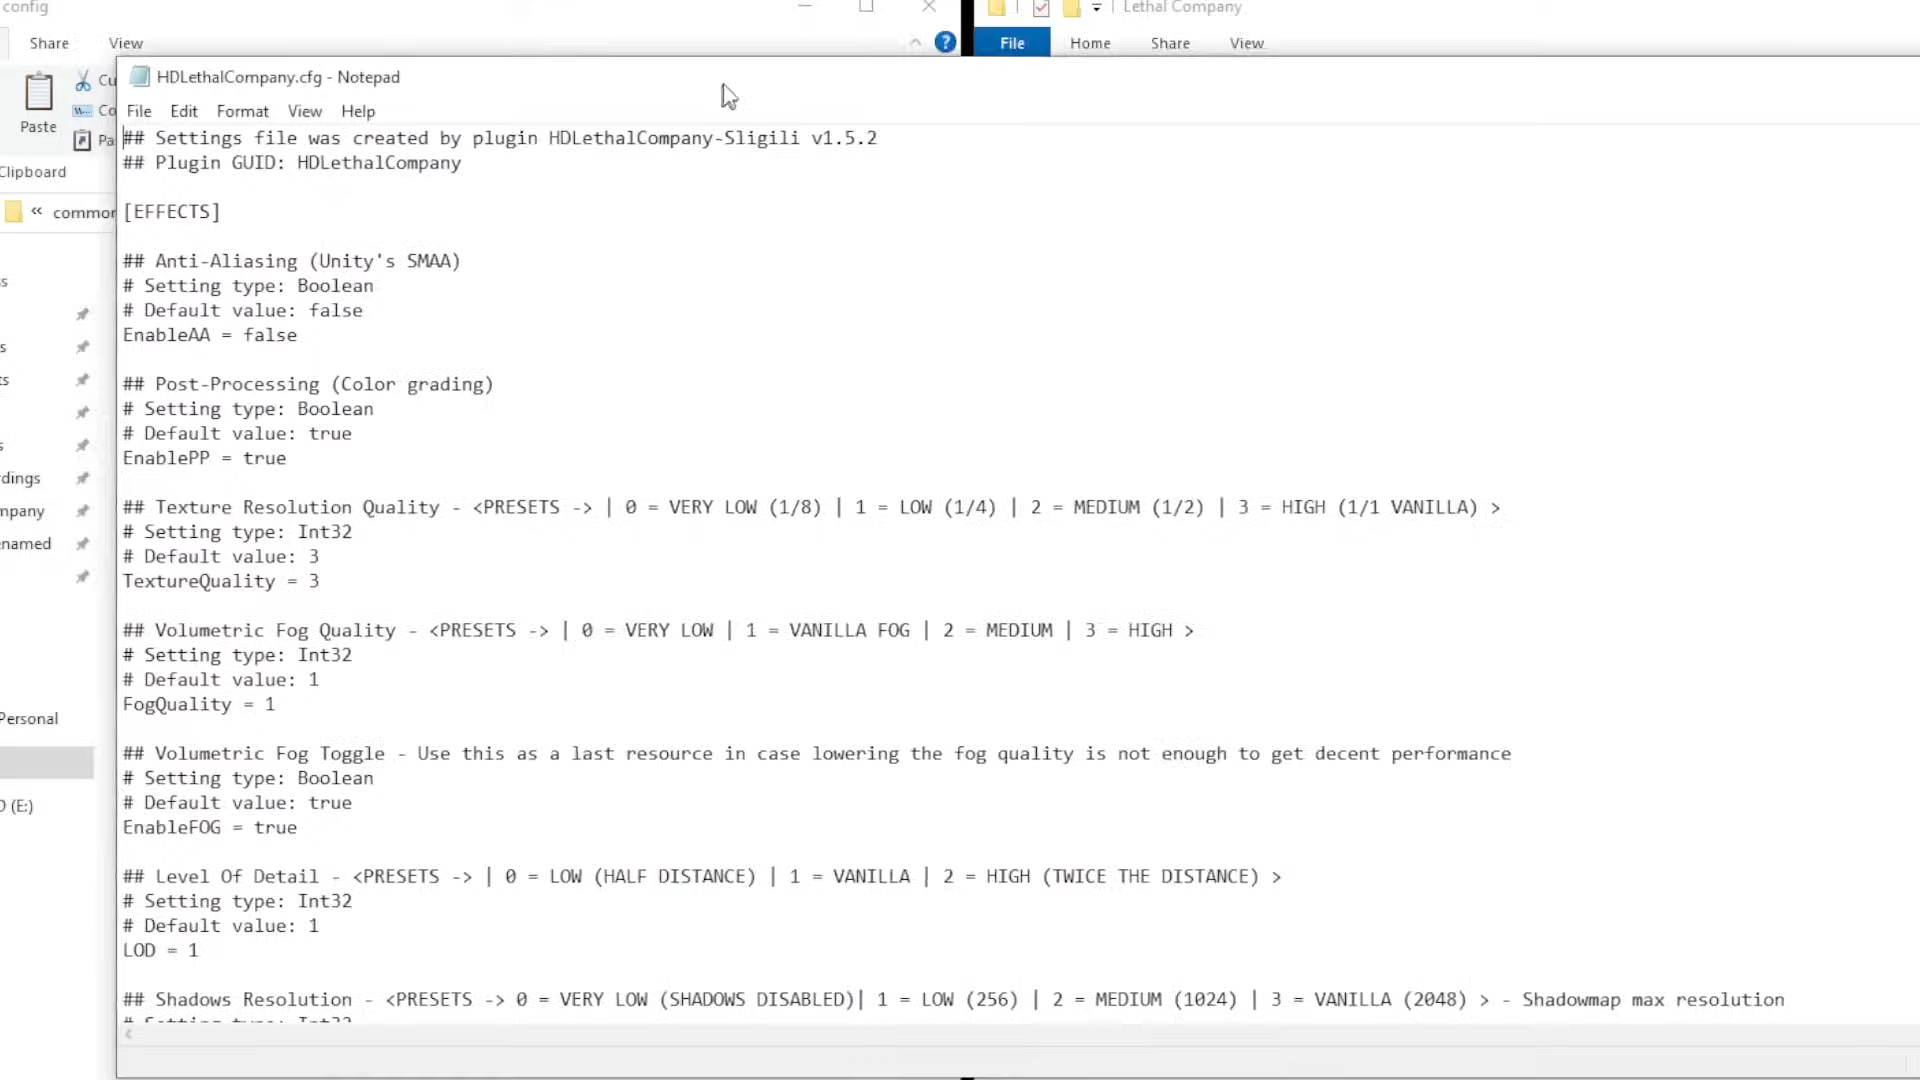 config
Lethal Company
Share
View
File
Home
Share
View
HDLethalCompany.cfg - Notepad
Paste
Cu
Co
Pa
Clipboard
File Edit Format View Help
common
## Settings file was created by plugin HDLethalCompany-Sligili v1.5.2
## Plugin GUID: HDLethalCompany
[EFFECTS]
## Anti-Aliasing (Unity's SMAA)
# Setting type: Boolean
# Default value: false
EnableAA = false
## Post-Processing (Color grading)
# Setting type: Boolean
# Default value: true
EnablePP = true
## Texture Resolution Quality - <PRESETS -> | 0 = VERY LOW (1/8) | 1 = LOW (1/4) | 2 = MEDIUM (1/2) | 3 = HIGH (1/1 VANILLA) >
# Setting type: Int32
# Default value: 3
TextureQuality = 3
## Volumetric Fog Quality - <PRESETS -> | 0 = VERY LOW | 1 = VANILLA FOG | 2 = MEDIUM | 3 = HIGH >
# Setting type: Int32
# Default value: 1
FogQuality = 1
## Volumetric Fog Toggle - Use this as a last resource in case lowering the fog quality is not enough to get decent performance
# Setting type: Boolean
# Default value: true
EnableFOG = true
## Level Of Detail - <PRESETS -> | 0 = LOW (HALF DISTANCE) | 1 = VANILLA | 2 = HIGH (TWICE THE DISTANCE) >
# Setting type: Int32
# Default value: 1
LOD = 1
## Shadows Resolution - <PRESETS -> 0 = VERY LOW (SHADOWS DISABLED)| 1 = LOW (256) | 2 = MEDIUM (1024) | 3 = VANILLA (2048) > - Shadowmap max resolution
# Setting type: Int32
dings
mpany
enamed
Personal
(E:)